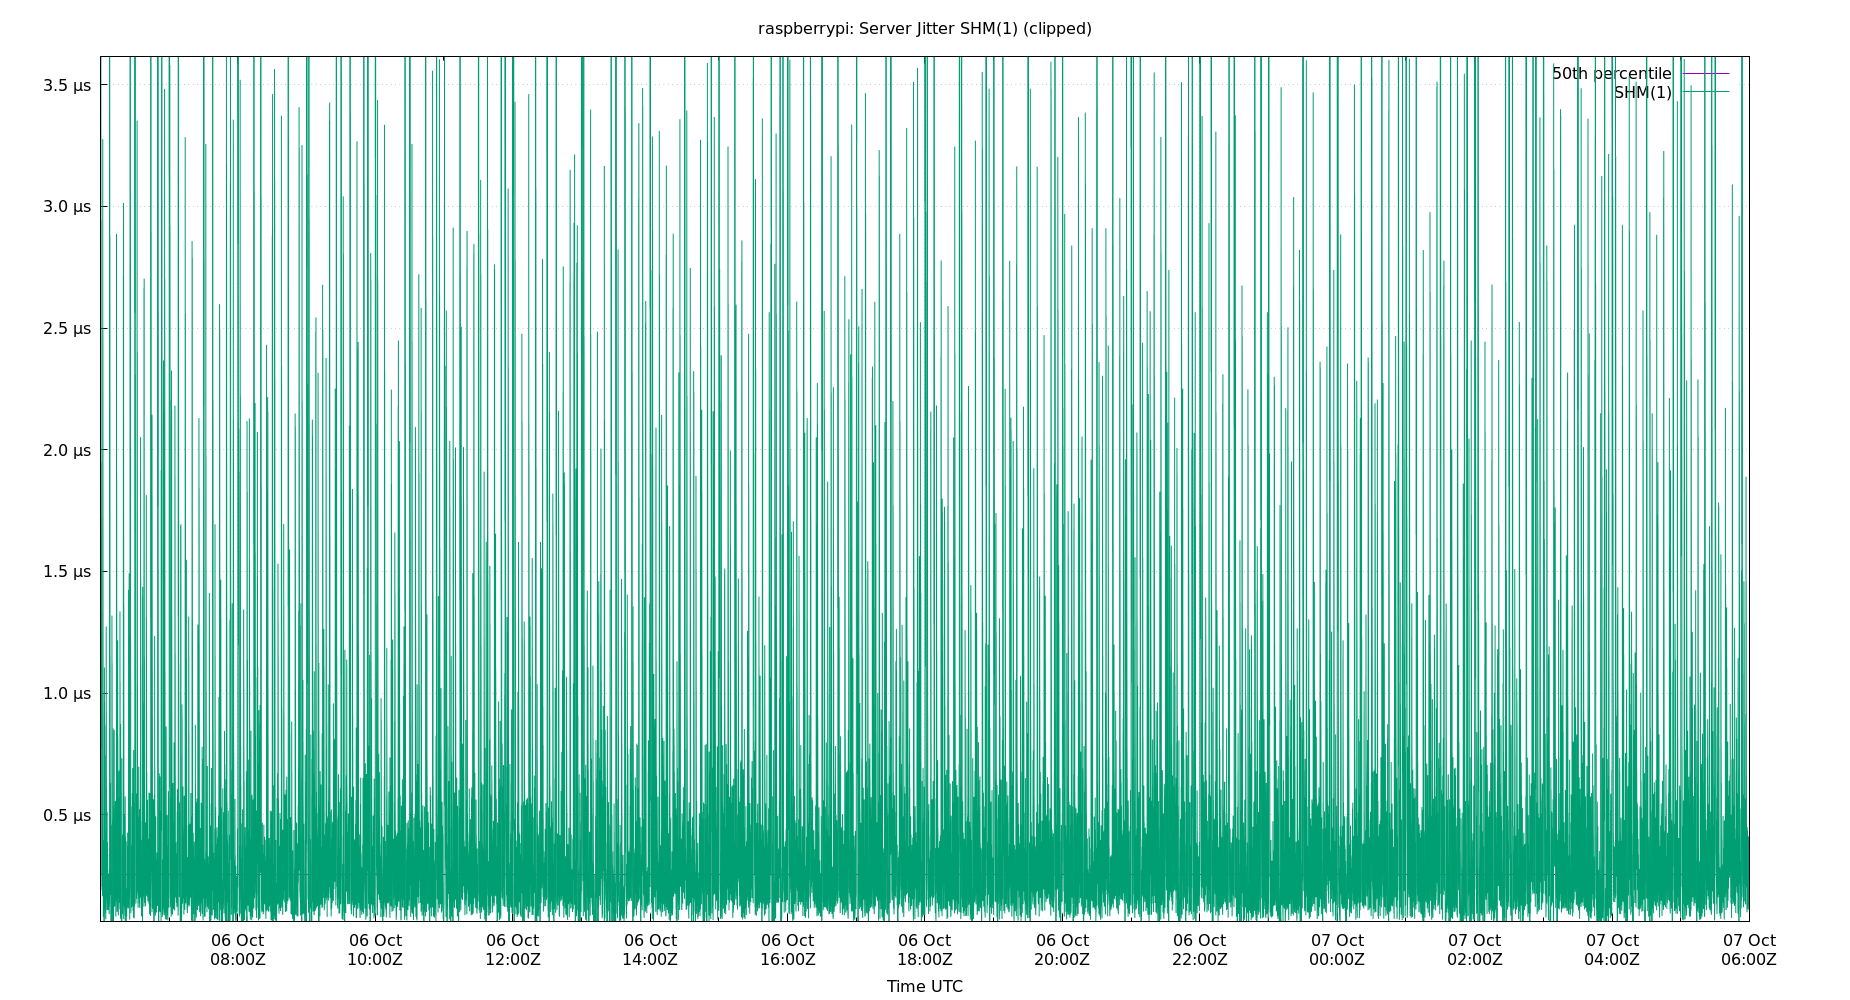 raspberrypi: Server Jitter SHM(1) (clipped)
50th percentile
SHM(1)
3.5 µs
3.0 µs
2.5 µs
2.0 µs
1.5 µs
1.0 µs
0.5 µs
06 Oct 06 Oct 06 Oct 06 Oct 06 Oct 06 Oct 06 Oct 06 Oct 07 Oct 07 Oct 07 Oct 07 Oct
08:00Z 10:00Z 12:00Z 14:00Z 16:00Z 18:00Z 20:00Z 22:00Z 00:00Z 02:00Z 04:00Z 06:00Z
Time UTC